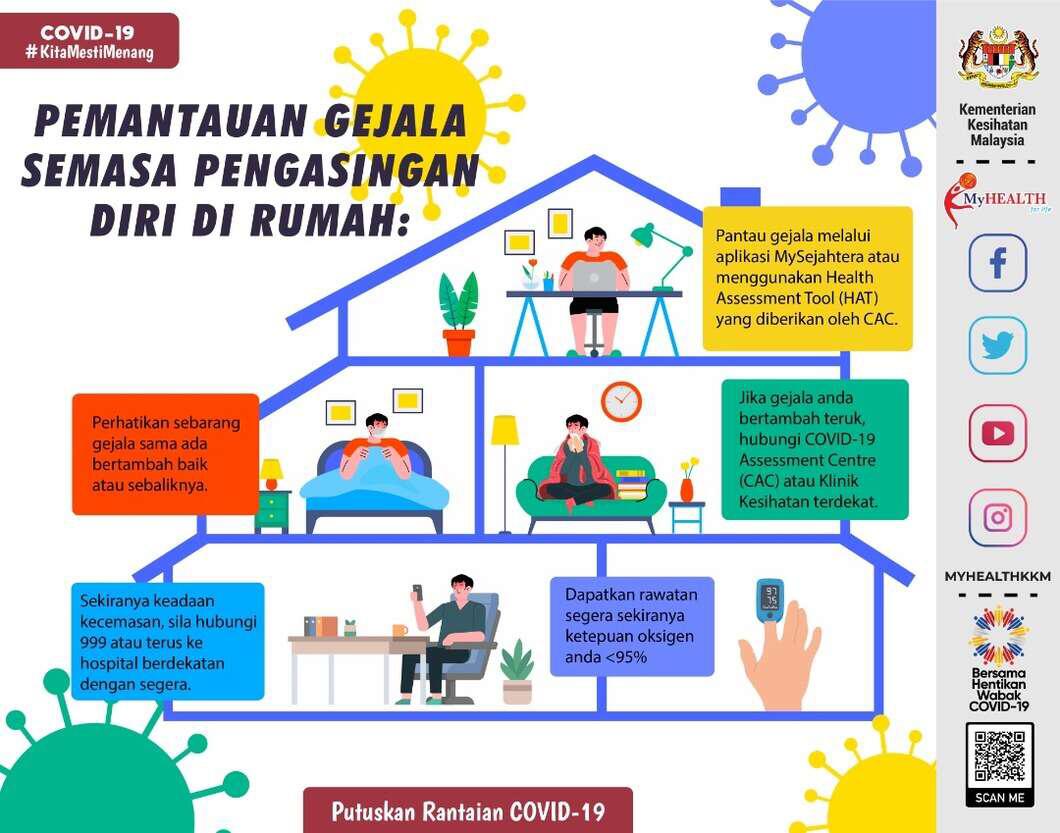 COVID-19
#KitaMestiMenang
PEMANTAUAN GEJALA
SEMASA PENGASINGAN
DIRI DI RUMAH:
Pantau gejala melalui
aplikasi MySejahtera atau
menggunakan Health
Assessment Tool (HAT)
yang diberikan oleh CAC.
Perhatikan sebarang
gejala sama ada
bertambah baik
atau sebaliknya.
Jika gejala anda
bertambah teruk,
hubungi COVID-19
Assessment Centre
(CAC) atau Klinik
Kesihatan terdekat.
Sekiranya keadaan
kecemasan, sila hubungi
999 atau terus ke
hospital berdekatan
dengan segera.
Dapatkan rawatan
segera sekiranya
ketepuan oksigen
anda <95%
97
75
Putuskan Rantaian COVID-19
Kementerian
Kesihatan
Malaysia
MyHEALTH
for life
MYHEALTHKKM
Bersama
Hentikan
Wabak
COVID-19
SCAN ME